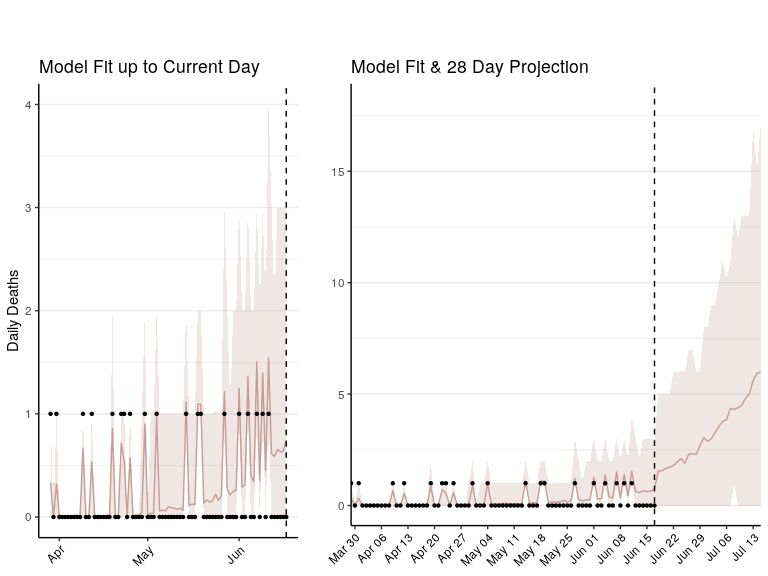 Model Fit up to Current Day
Model Fit & 28 Day Projection
Daily Deaths
4
3
2
1
0
Apr
May
Jun
15
10
5
0
Mar 30
Apr 06
Apr 13
Apr 20
Apr 27
May 04
May 11
May 18
May 25
Jun 01
Jun 08
Jun 15
Jun 22
Jun 29
Jul 06
Jul 13